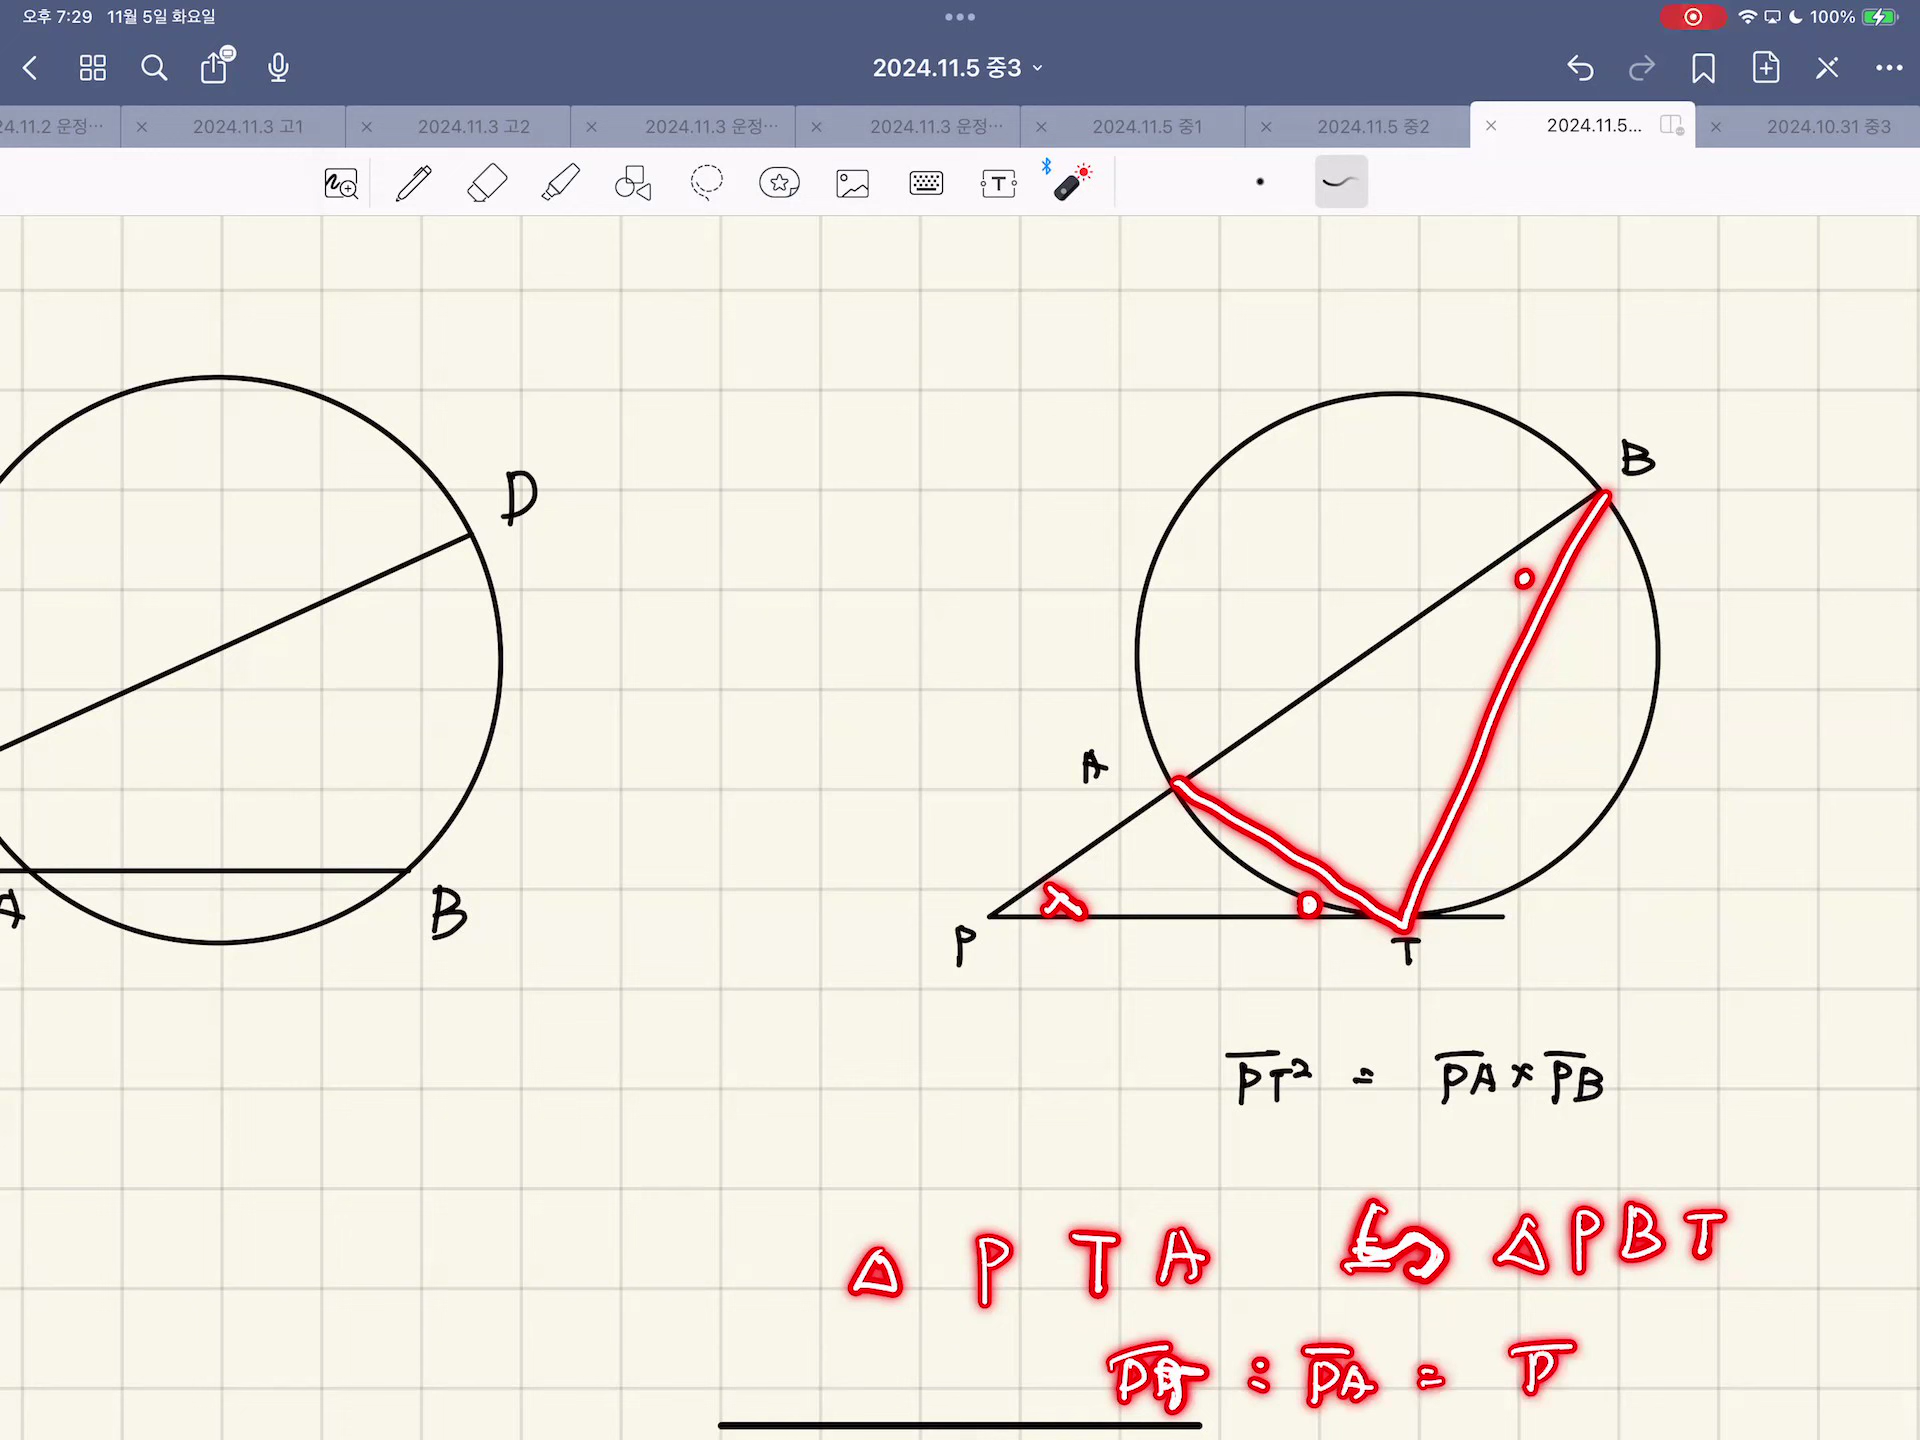 오후 7:29 11월 5일 화요일
100%
2024.11.5 중3
24.11.2 운정…
2024.11.3 고1
2024.11.3 고2
2024.11.3 운정…
2024.11.3 운정…
2024.11.5 중1
2024.11.5 중2
2024.11.5...
2024.10.31 중3
T
D
A
B
B
A
P
T
PT² = PA × PB
△ P T A ∽ △ P B T
: PA = P